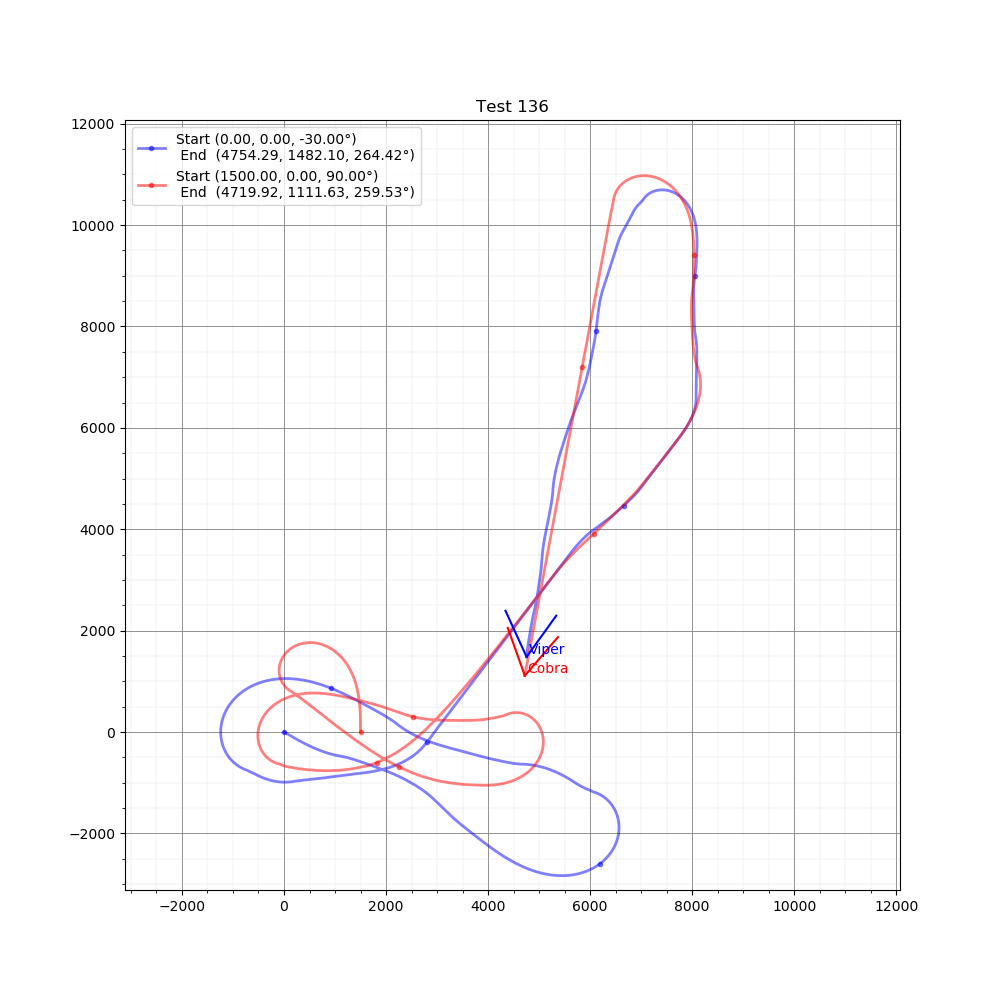 Test 136
Start (0.00, 0.00, -30.00°)
End (4754.29, 1482.10, 264.42°)
Start (1500.00, 0.00, 90.00°)
End (4719.92, 1111.63, 259.53°)
12000
10000
8000
6000
4000
2000
0
−2000
Viper
Cobra
−2000 0 2000 4000 6000 8000 10000 12000